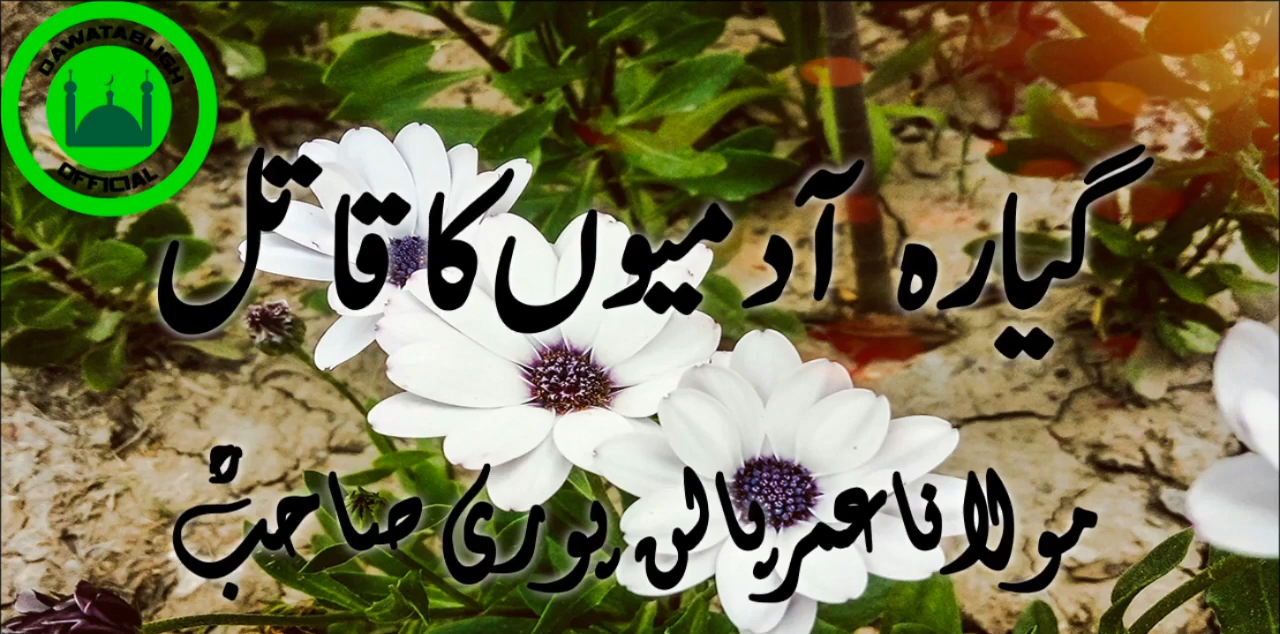 DAWATABLIGH
OFFICIAL
گیارہ آدمیوں کا قاتل
مولانا عمر پالن پوری صاحبؒ